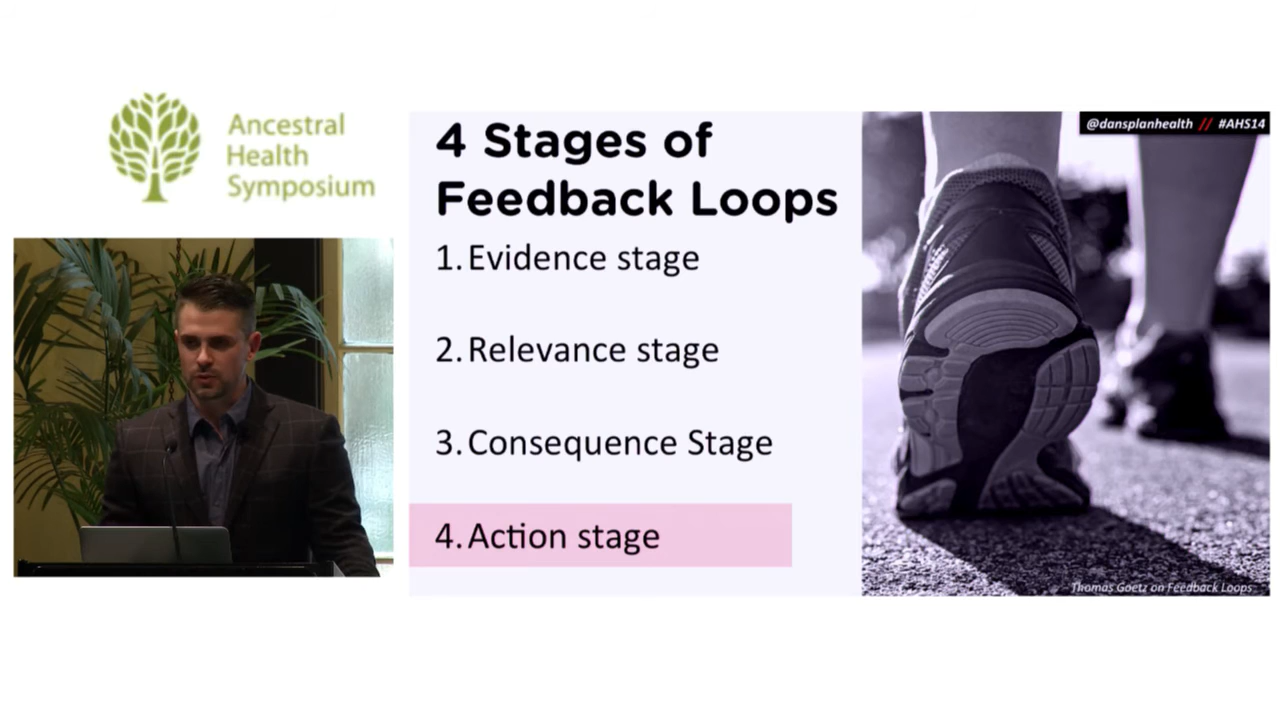 Ancestral
Health
Symposium
4 Stages of
Feedback Loops
1. Evidence stage
2. Relevance stage
3. Consequence Stage
4. Action stage
@dansplanhealth // #AHS14
Thomas Goetz on Feedback Loops